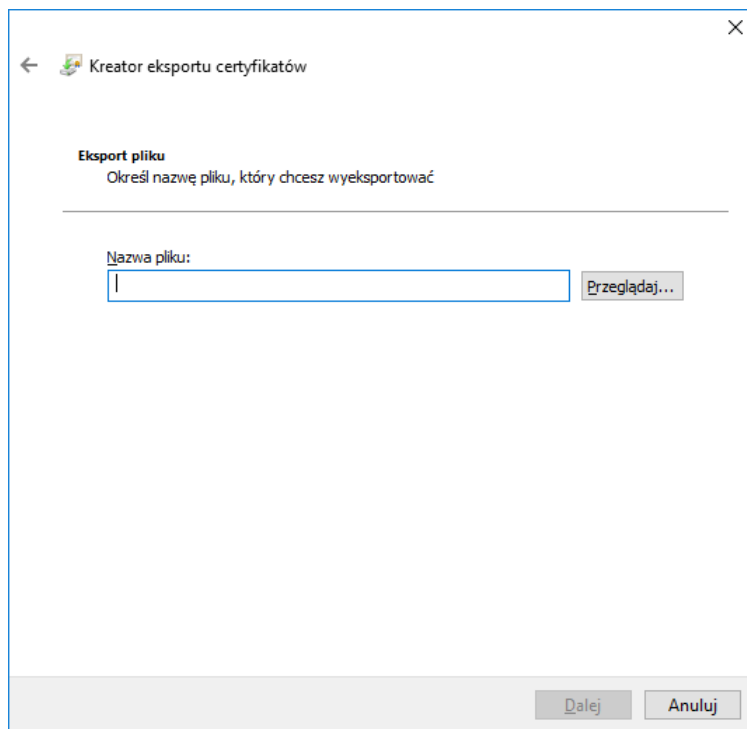 Kreator eksportu certyfikatów
Eksport pliku
Określ nazwę pliku, który chcesz wyeksportować
Nazwa pliku:
Przeglądaj...
Dalej
Anuluj